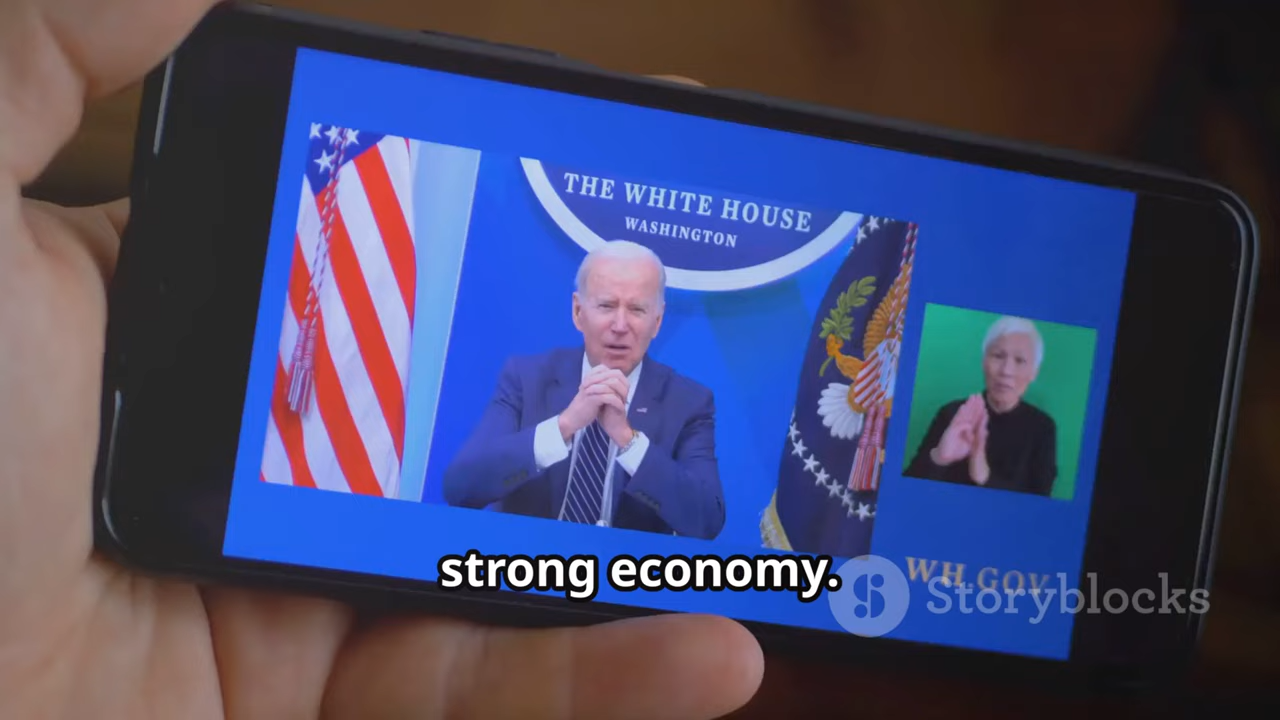 THE WHITE HOUSE
WASHINGTON
strong economy.
WH.GOV
Storyblocks